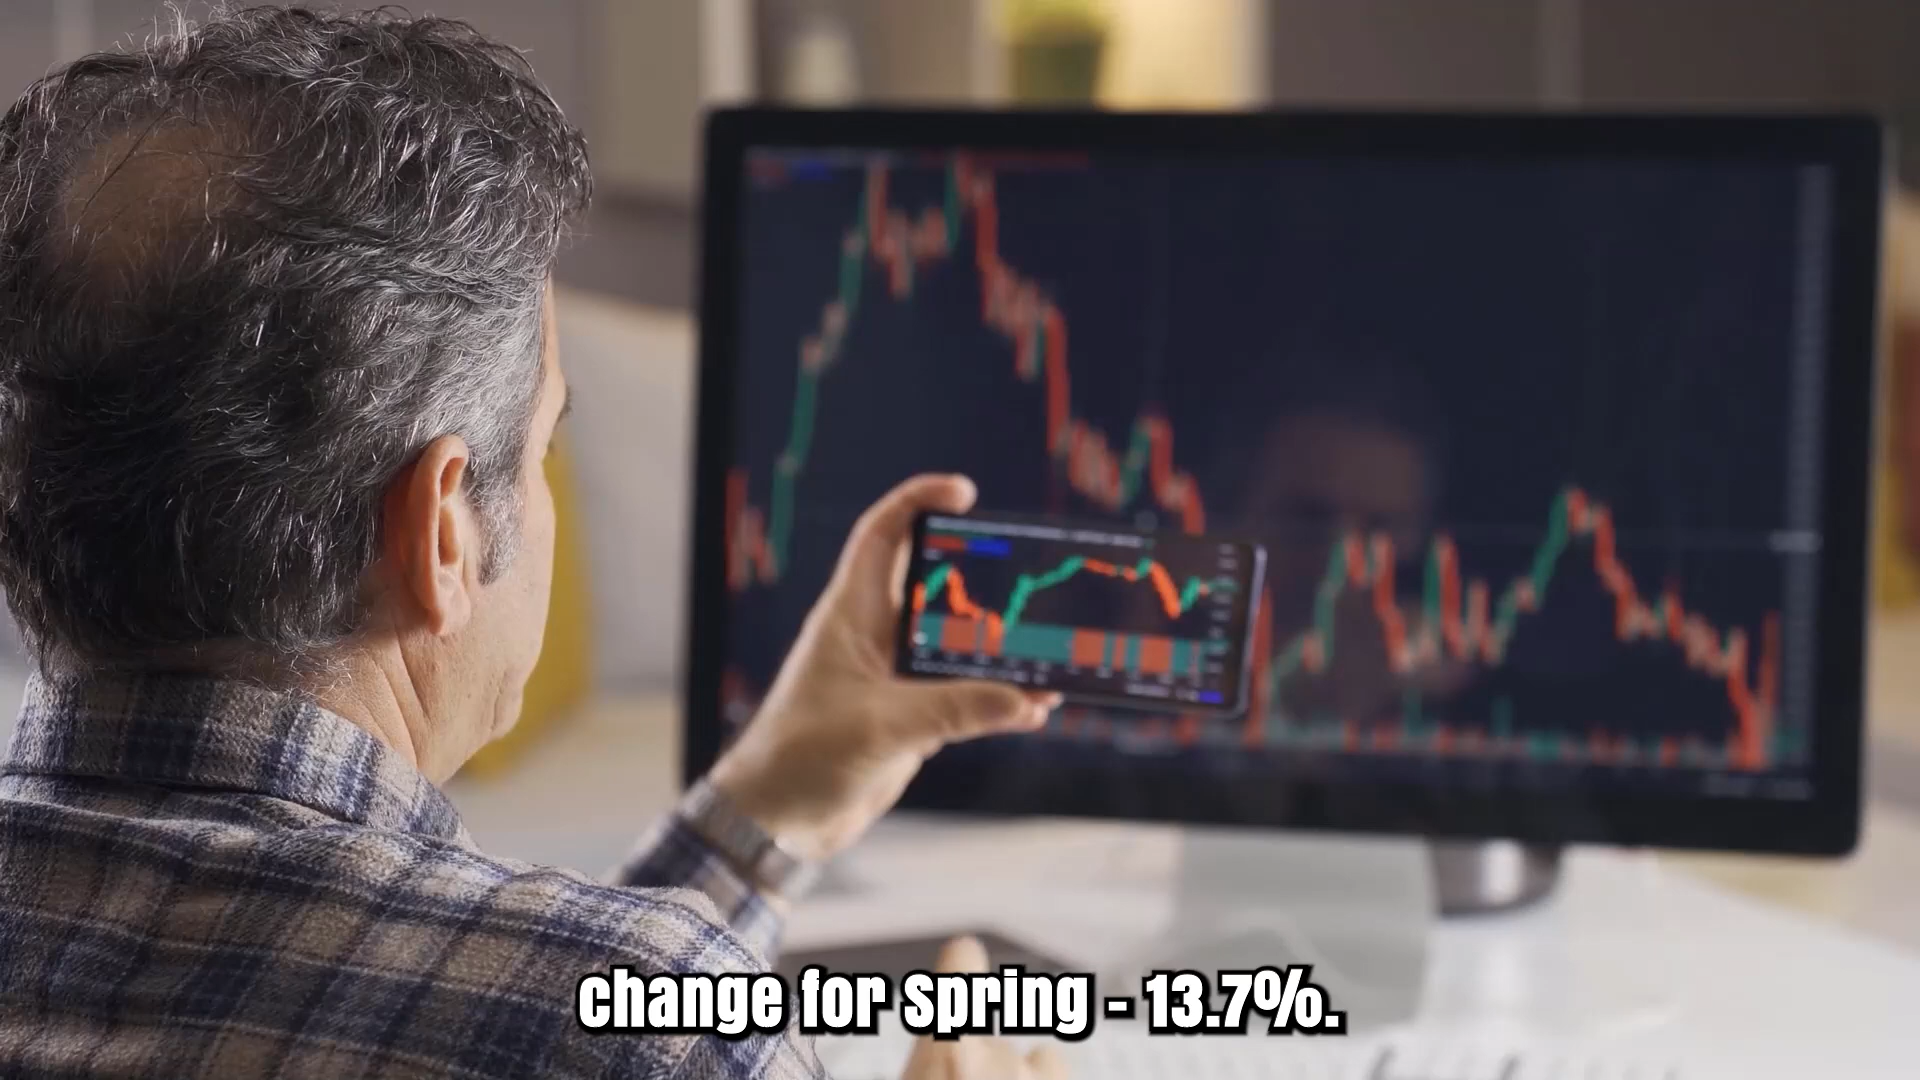 change for Spring - 13.7%.